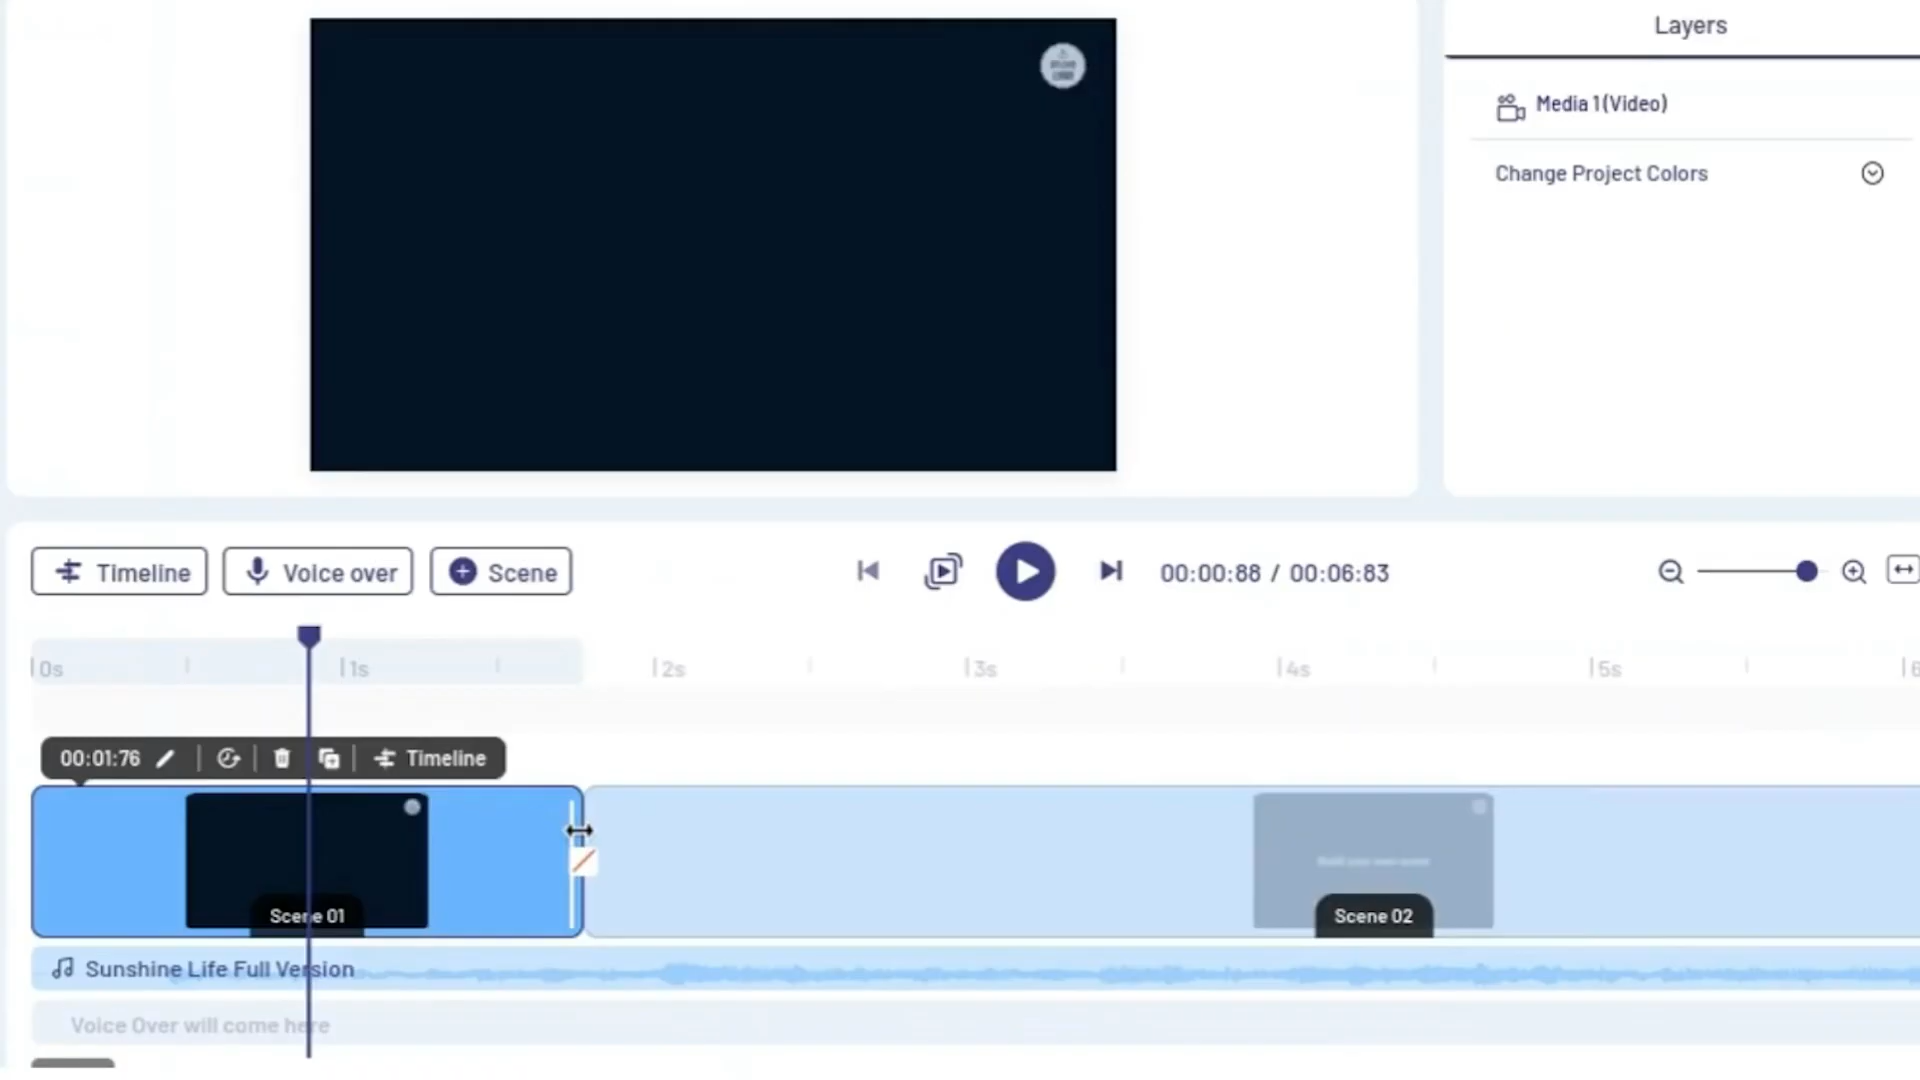 Layers
Media 1(Video)
Change Project Colors
Timeline
Voice over
Scene
00:00:88 / 00:06:83
0s
1s
2s
3s
4s
5s
6
00:01:76
Timeline
Scene 01
Scene 02
Sunshine Life Full Version
Voice Over will come here